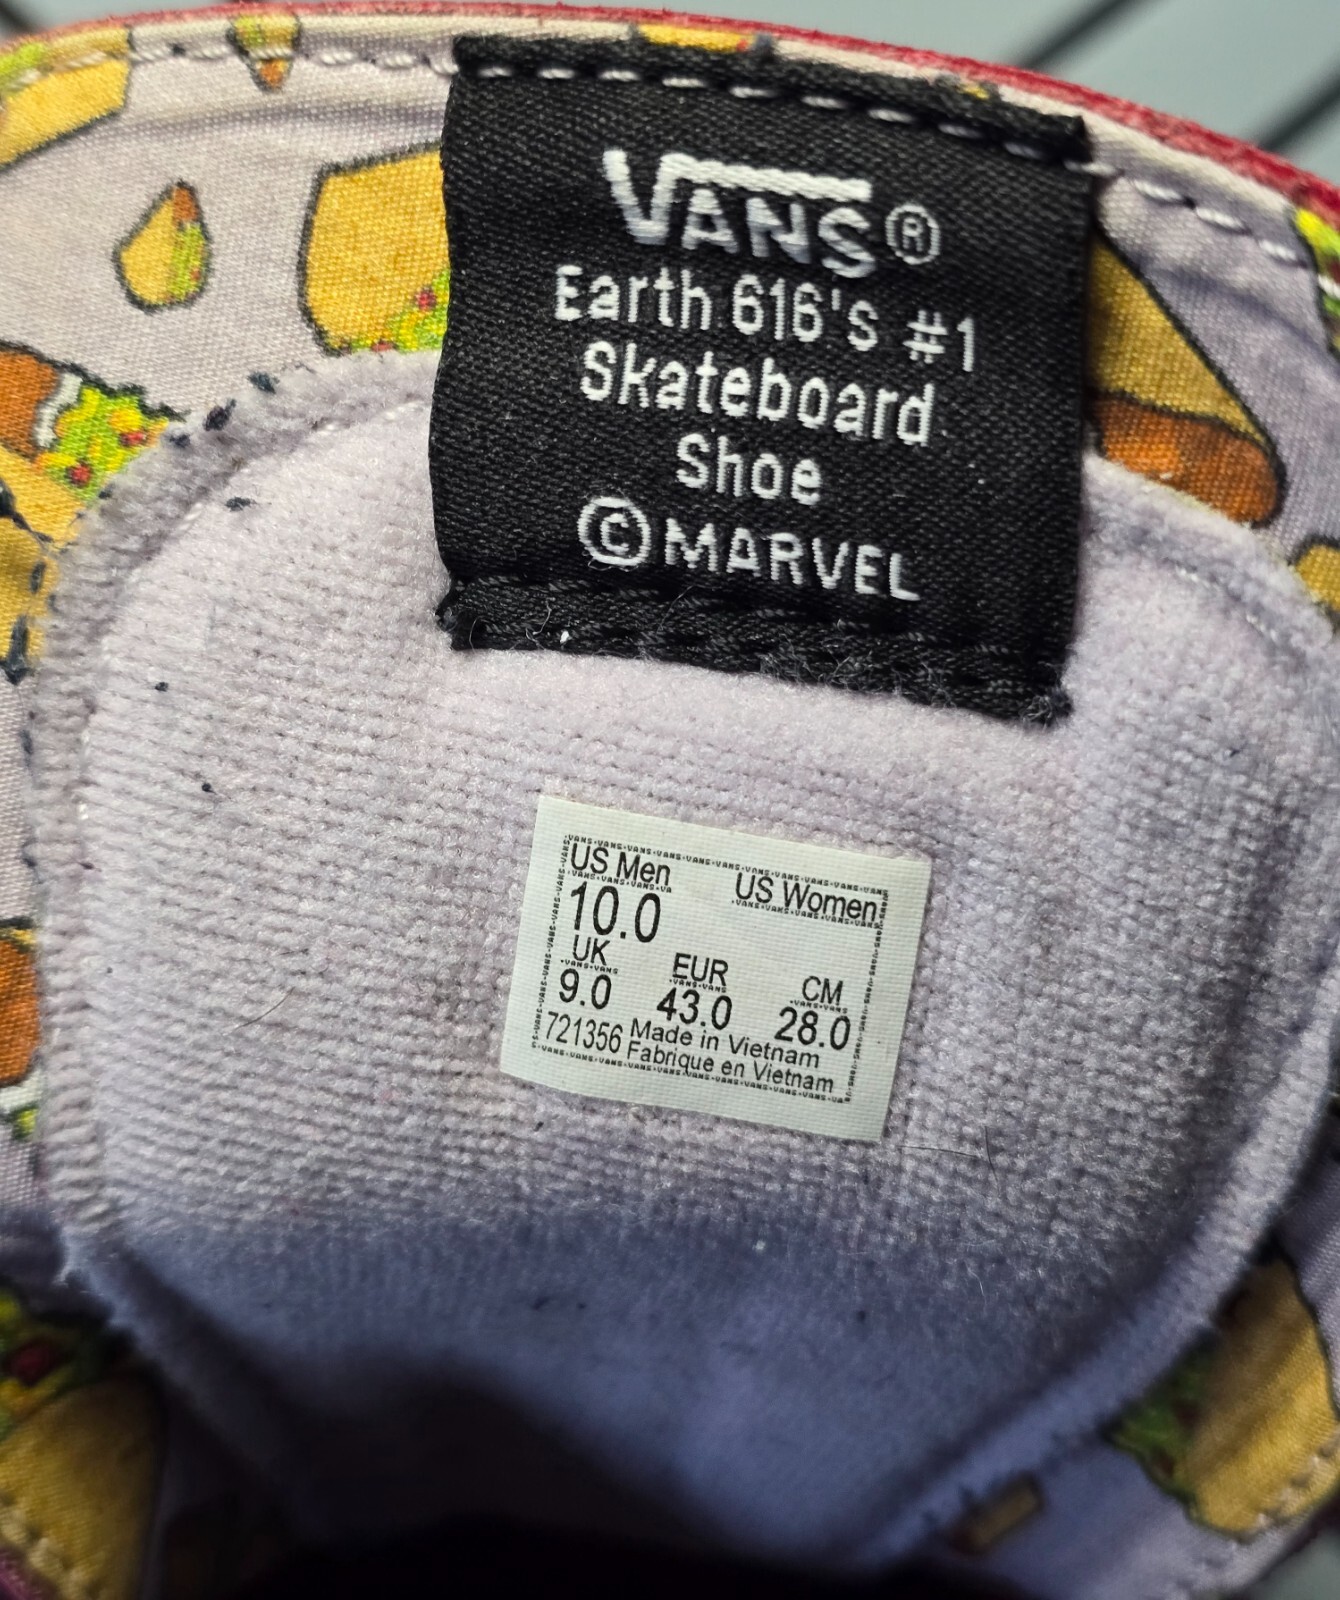 VANS®
Earth 616's #1
Skateboard
Shoe
© MARVEL
US Men US Women
10.0
UK EUR CM
9.0 43.0 28.0
721356 Made in Vietnam
Fabrique en Vietnam